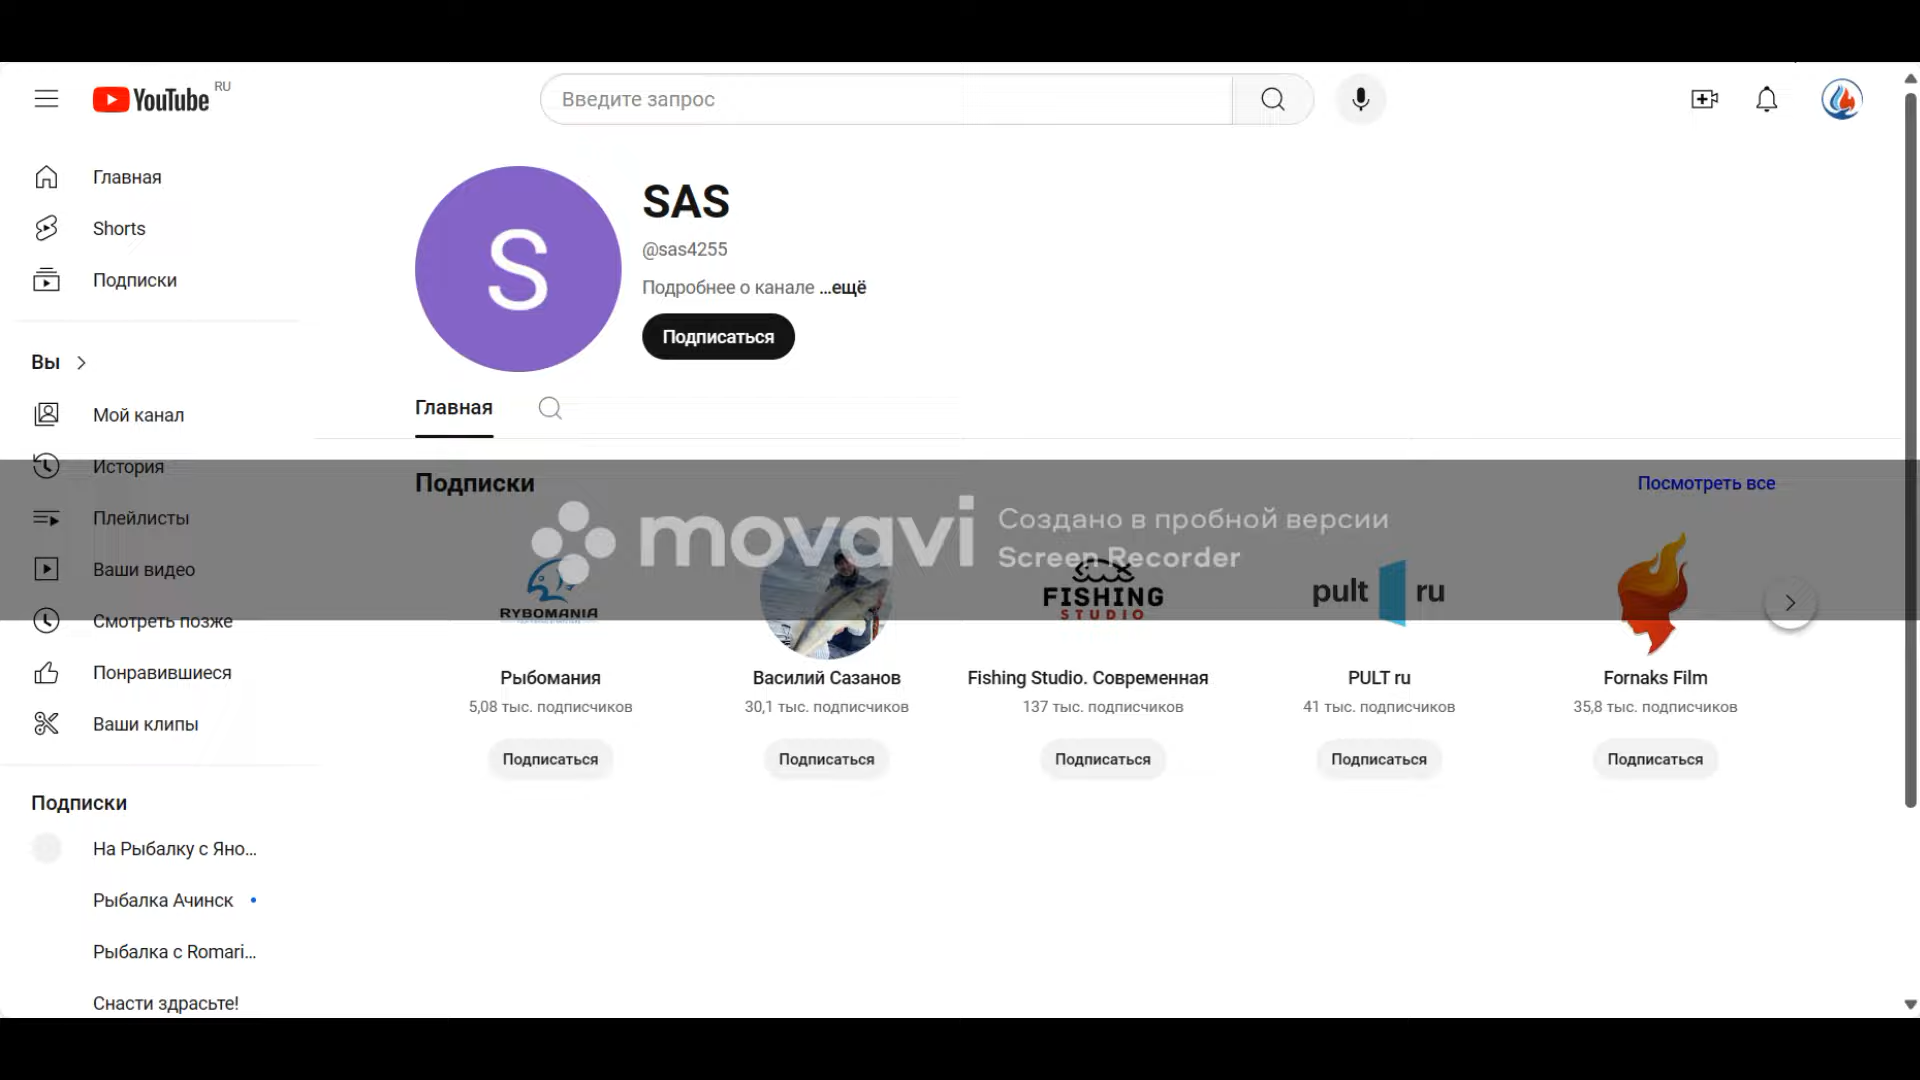 YouTube RU
Введите запрос
Главная
Shorts
Подписки
Вы
Мой канал
История
Плейлисты
Ваши видео
Смотреть позже
Понравившиеся
Ваши клипы
Подписки
На Рыбалку с Яно...
Рыбалка Ачинск
Рыбалка с Romari...
Снасти здрасьте!
S
SAS
@sas4255
Подробнее о канале ...ещё
Подписаться
Главная
Подписки
Посмотреть все
movavi
Создано в пробной версии
Screen Recorder
RYBOMANIA
FISHING
STUDIO
pult ru
Рыбомания
5,08 тыс. подписчиков
Подписаться
Василий Сазанов
30,1 тыс. подписчиков
Подписаться
Fishing Studio. Современная
137 тыс. подписчиков
Подписаться
PULT ru
41 тыс. подписчиков
Подписаться
Fornaks Film
35,8 тыс. подписчиков
Подписаться